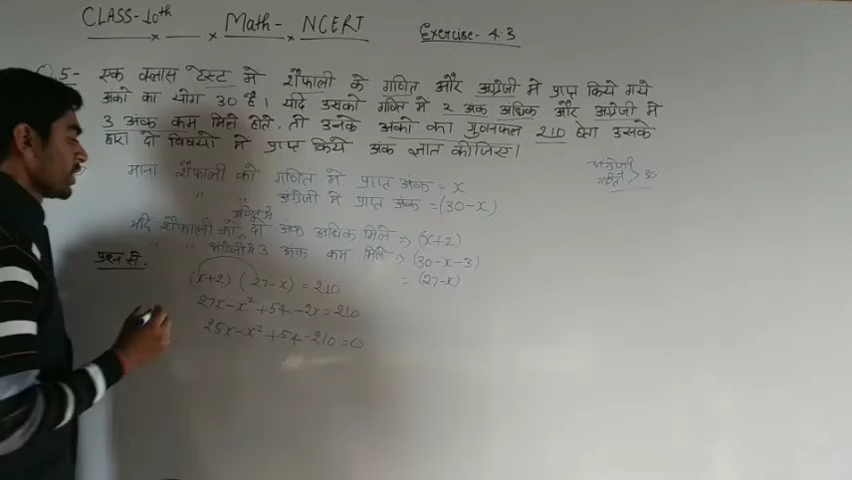 CLASS-10th Math- NCERT Exercise- 4.3
Q.5- एक क्लास टेस्ट में शैफाली के गणित और अंग्रेजी में प्राप्त किये गये
अंको का योग 30 है। यदि उसको गणित में 2 अंक अधिक और अंग्रेजी में
3 अंक कम मिले होते. तो उनके अंको का गुणनफल 210 होता उसके
द्वारा दो विषयो में प्राप्त किये अंक ज्ञात कीजिए।
अंग्रेजी
गणित > 30
माना शैफाली को गणित में प्राप्त अंक = x
" " अंग्रेजी में प्राप्त अंक = (30-x)
गणित में
यदि शैफाली को दो अंक अधिक मिले => (x+2)
" " अंग्रेजी में 3 अंक कम मिले => (30-x-3)
= (27-x)
प्रश्न से.
(x+2) (27-x) = 210
27x-x²+54-2x=210
25x-x²+54-210=0